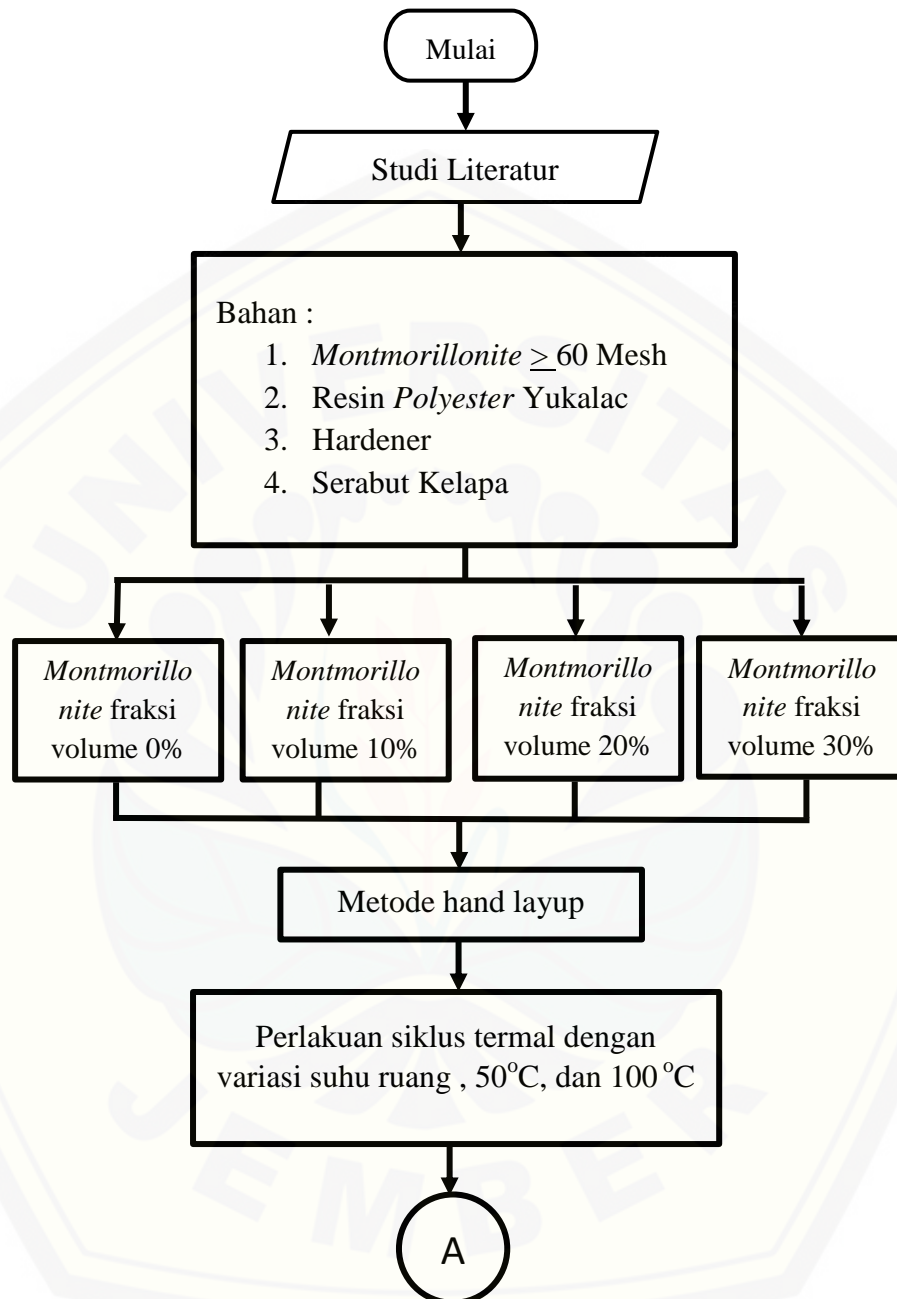 Mulai
Studi Literatur
Bahan :
1. Montmorillonite > 60 Mesh
2. Resin Polyester Yukalac
3. Hardener
4. Serabut Kelapa
Montmorillo
nite fraksi
volume 0%
Montmorillo
nite fraksi
volume 10%
Montmorillo
nite fraksi
volume 20%
Montmorillo
nite fraksi
volume 30%
Metode hand layup
Perlakuan siklus termal dengan
variasi suhu ruang , 50°C, dan 100 °C
A
UNIVERSITAS
JEMBER